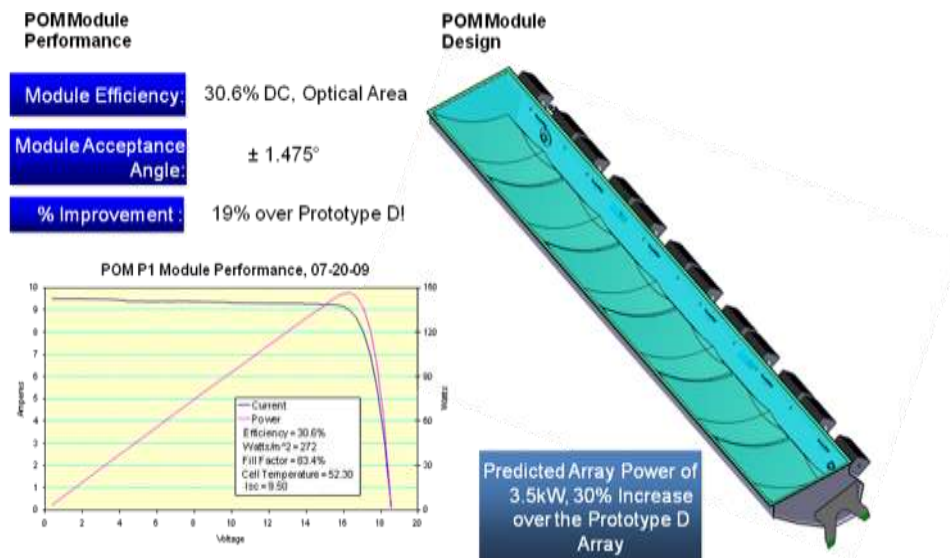 POM Module
Performance
Module Efficiency:
30.6% DC, Optical Area
Module Acceptance
Angle:
± 1.475°
% Improvement :
19% over Prototype D!
POM P1 Module Performance, 07-20-09
10
9
8
7
6
5
4
3
2
1
0
Amperes
150
120
90
60
30
0
Watts
Current
Power
Efficiency = 30.6%
Watts/m^2 = 272
Fill Factor = 83.4%
Cell Temperature = 52.30
Isc = 9.50
0 2 4 6 8 10 12 14 16 18 20
Voltage
POM Module
Design
Predicted Array Power of
3.5kW, 30% Increase
over the Prototype D
Array